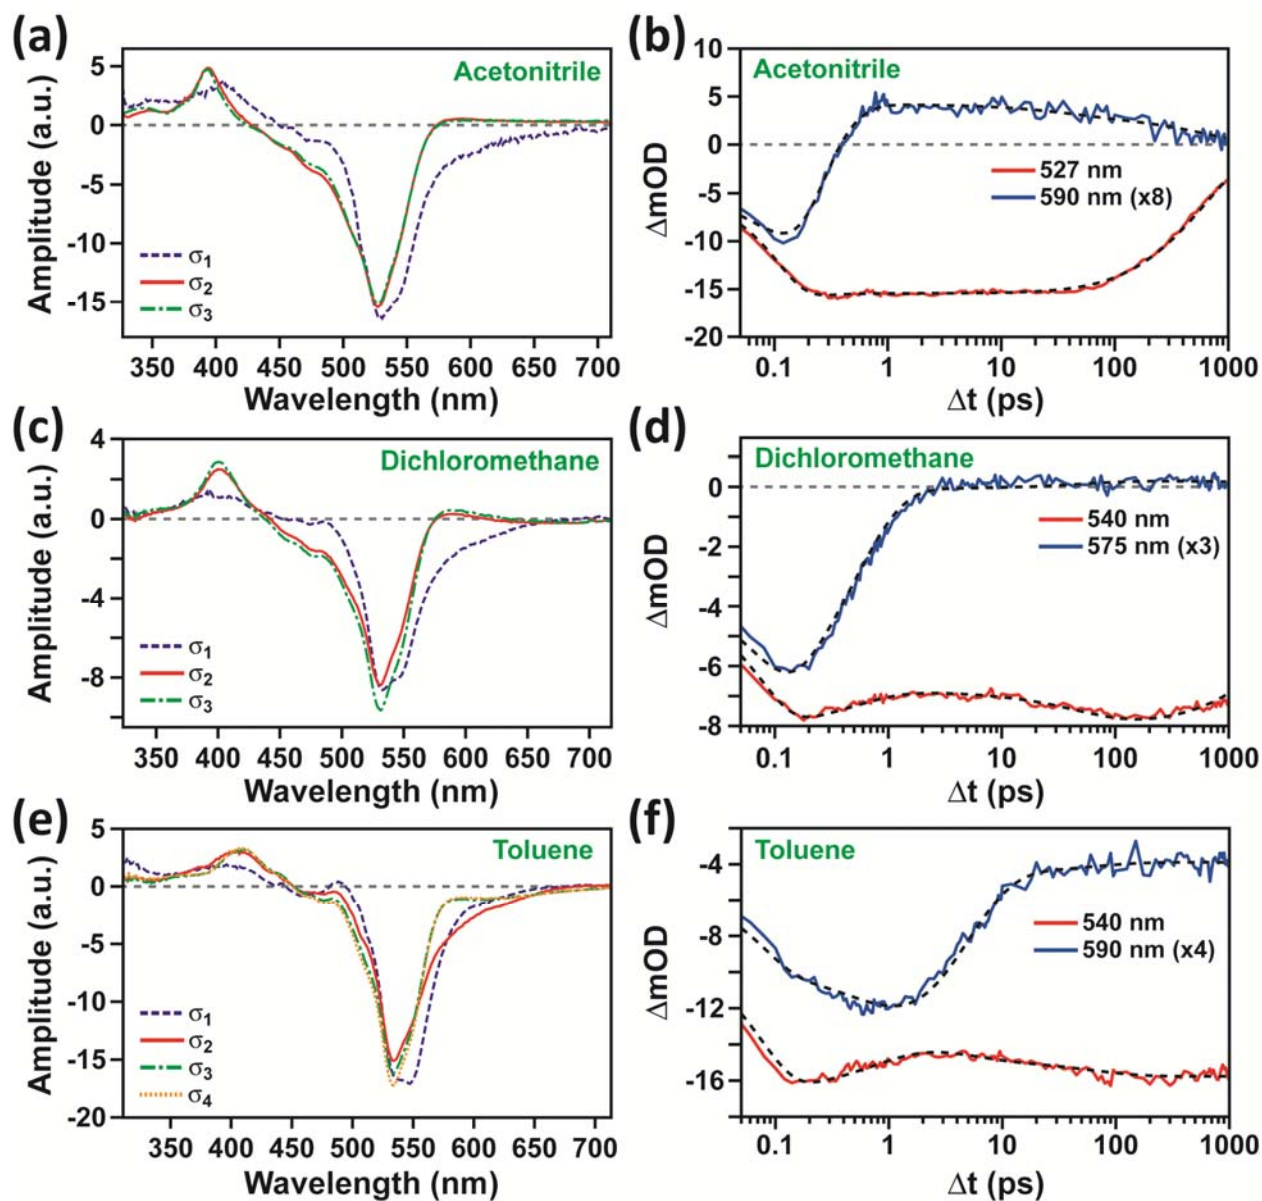 (a)
Amplitude (a.u.)
5
0
-5
-10
-15
Acetonitrile
σ1
σ2
σ3
350 400 450 500 550 600 650 700
Wavelength (nm)
(b)
ΔmOD
10
5
0
-5
-10
-15
-20
Acetonitrile
527 nm
590 nm (x8)
0.1 1 10 100 1000
Δt (ps)
(c)
Amplitude (a.u.)
4
0
-4
-8
Dichloromethane
σ1
σ2
σ3
350 400 450 500 550 600 650 700
Wavelength (nm)
(d)
ΔmOD
0
-2
-4
-6
-8
Dichloromethane
540 nm
575 nm (x3)
0.1 1 10 100 1000
Δt (ps)
(e)
Amplitude (a.u.)
5
0
-5
-10
-15
-20
Toluene
σ1
σ2
σ3
σ4
350 400 450 500 550 600 650 700
Wavelength (nm)
(f)
ΔmOD
-4
-8
-12
-16
Toluene
540 nm
590 nm (x4)
0.1 1 10 100 1000
Δt (ps)